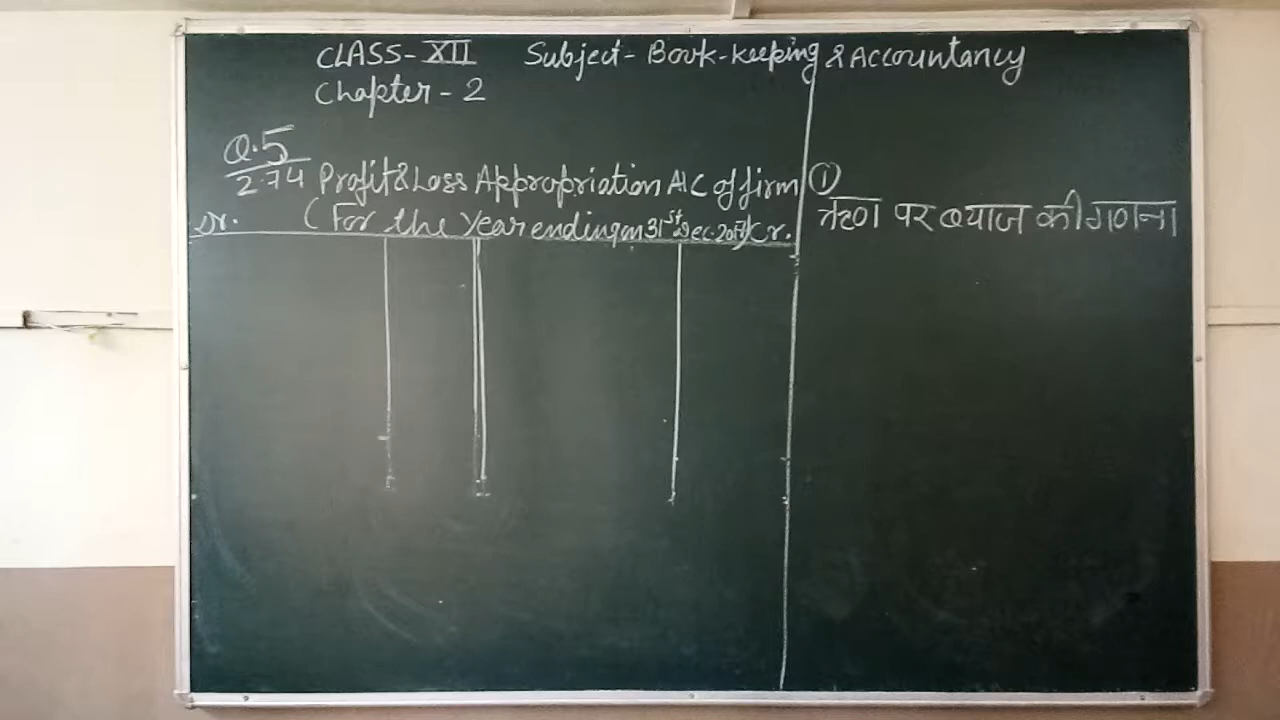 CLASS-XII Subject- Book-keeping & Accountancy
Chapter - 2
Q.5
2.74
Profit & Loss Appropriation A/C of firm
Dr. (For the Year ending on 31st Dec. 2017) Cr.
①
ऋण पर ब्याज की गणना